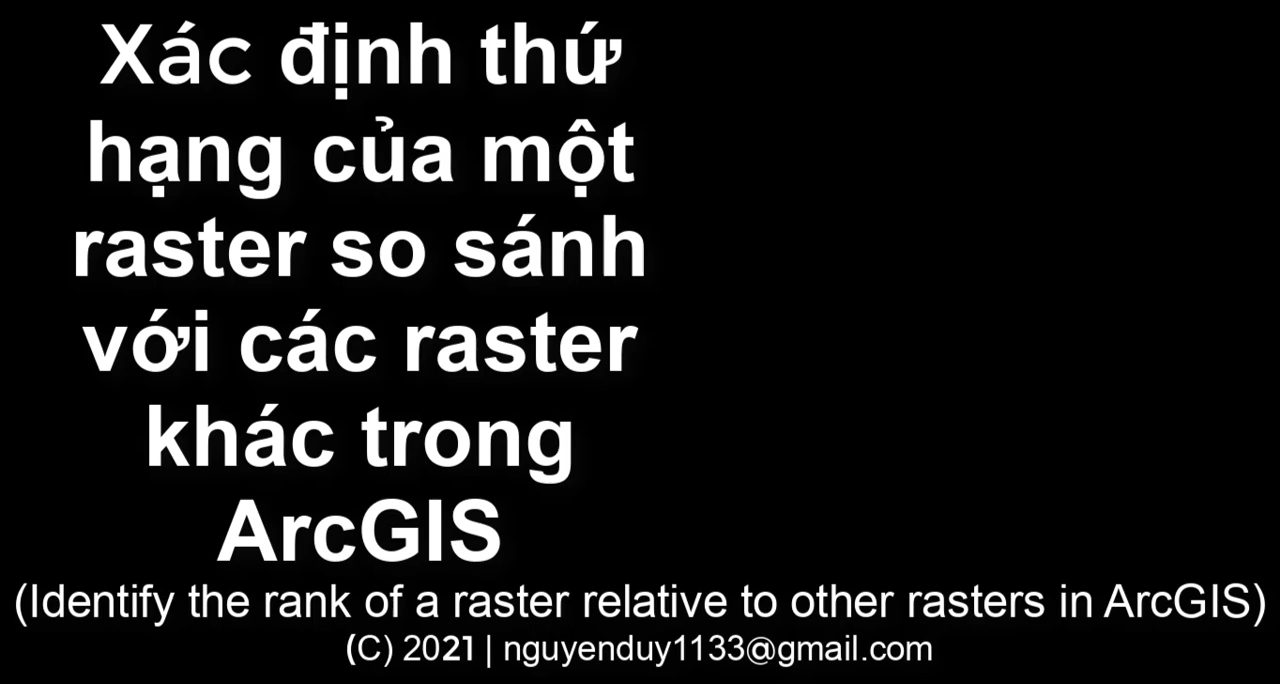 Xác định thứ
hạng của một
raster so sánh
với các raster
khác trong
ArcGIS
(Identify the rank of a raster relative to other rasters in ArcGIS)
(C) 2021 | nguyenduy1133@gmail.com